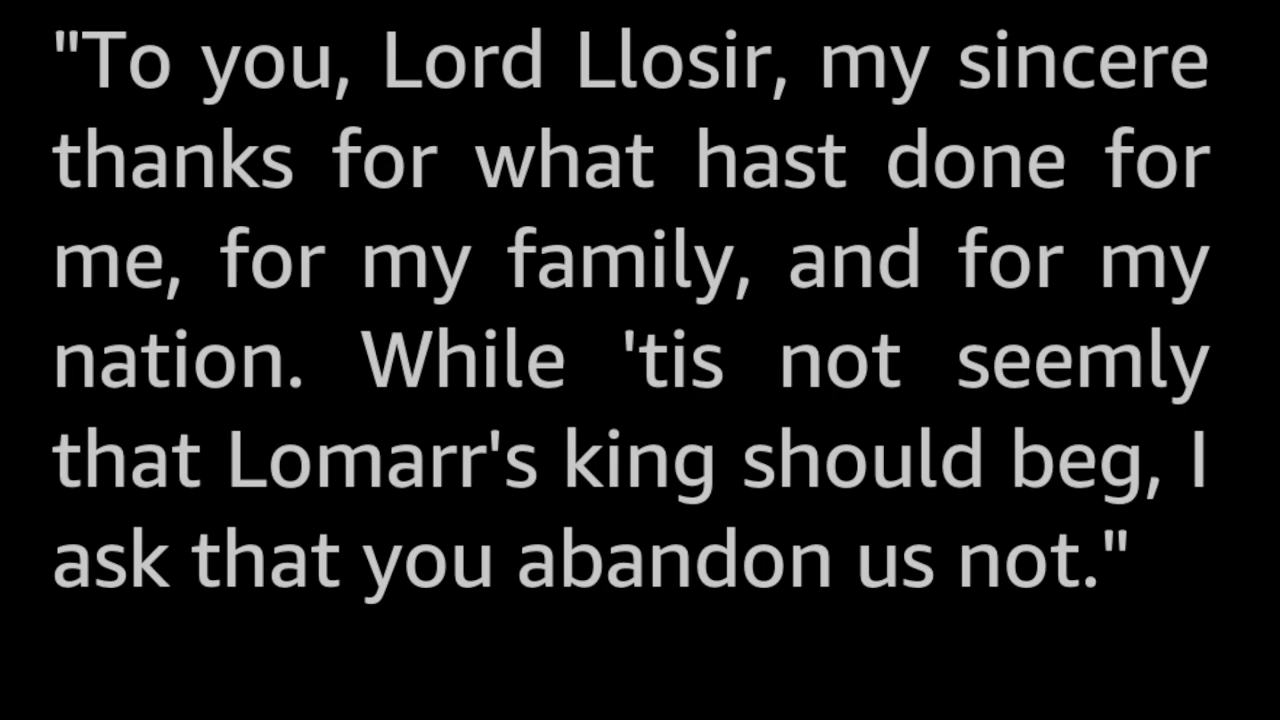 "To you, Lord Llosir, my sincere
thanks for what hast done for
me, for my family, and for my
nation. While 'tis not seemly
that Lomarr's king should beg, I
ask that you abandon us not."